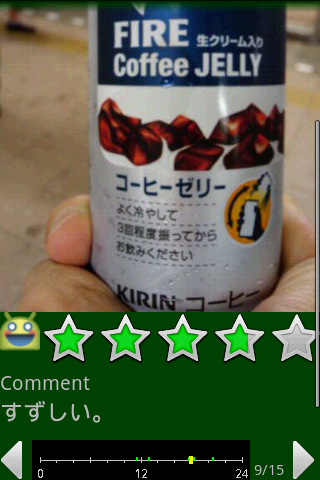 FIRE
生クリーム入り
Coffee JELLY
コーヒーゼリー
よく冷やして
3回程度振ってから
お飲みください
KIRIN コーヒー
Comment
すずしい。
0 12 24
9/15